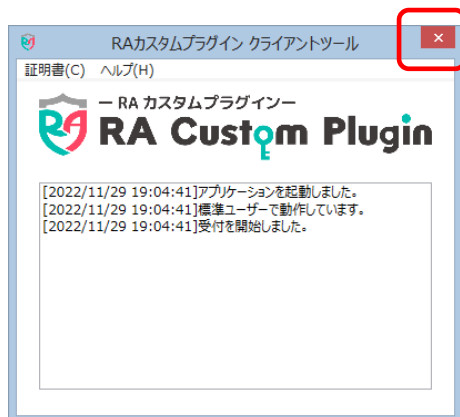 RAカスタムプラグイン クライアントツール
証明書(C) ヘルプ(H)
ー RA カスタムプラグインー
RA Custom Plugin
[2022/11/29 19:04:41]アプリケーションを起動しました。
[2022/11/29 19:04:41]標準ユーザーで動作しています。
[2022/11/29 19:04:41]受付を開始しました。